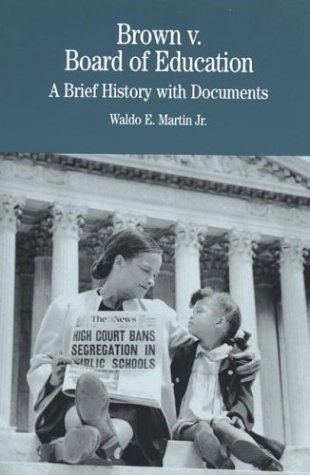 Brown v.
Board of Education
A Brief History with Documents
Waldo E. Martin Jr.
The News
HIGH COURT BANS
SEGREGATION IN
PUBLIC SCHOOLS